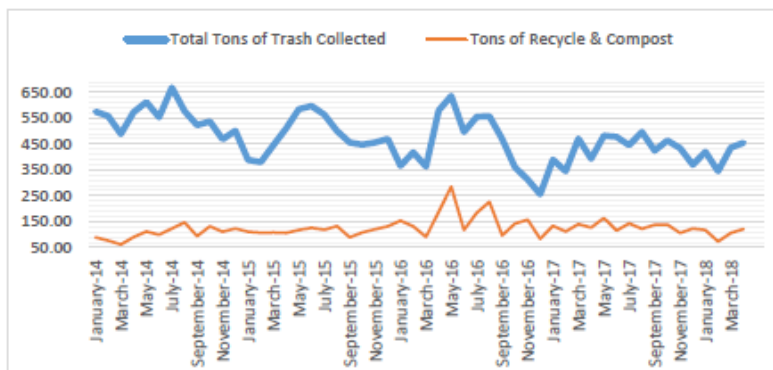 Total Tons of Trash Collected Tons of Recycle & Compost
650.00
550.00
450.00
350.00
250.00
150.00
50.00
January-14
March-14
May-14
July-14
September-14
November-14
January-15
March-15
May-15
July-15
September-15
November-15
January-16
March-16
May-16
July-16
September-16
November-16
January-17
March-17
May-17
July-17
September-17
November-17
January-18
March-18